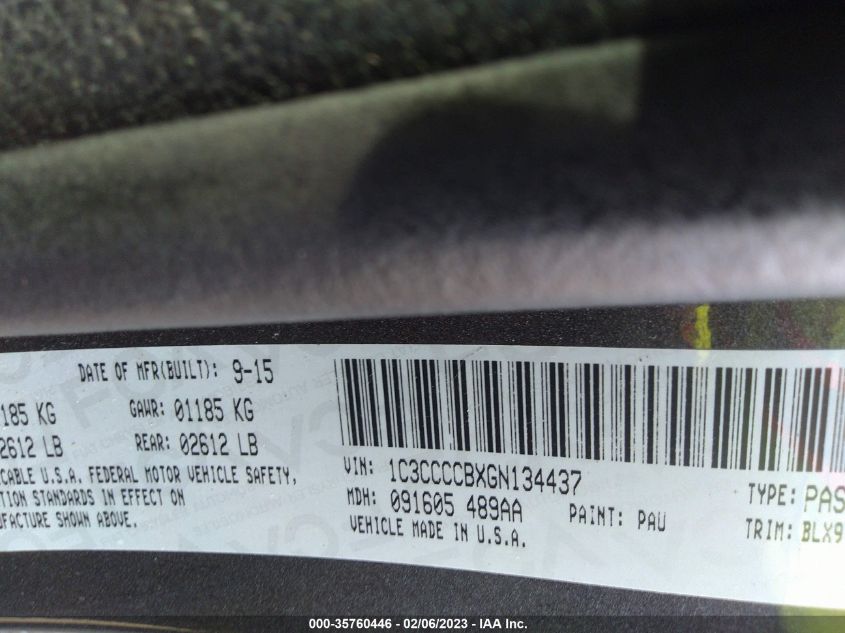 DATE OF MFR(BUILT): 9-15
185 KG GAWR: 01185 KG
2612 LB REAR: 02612 LB
CABLE U.S.A. FEDERAL MOTOR VEHICLE SAFETY,
TION STANDARDS IN EFFECT ON
UFACTURE SHOWN ABOVE.
VIN: 1C3CCCCBXGN134437 TYPE: PAS
MDH: 091605 489AA PAINT: PAU TRIM: BLX9
VEHICLE MADE IN U.S.A.
000-35760446 - 02/06/2023 - IAA Inc.